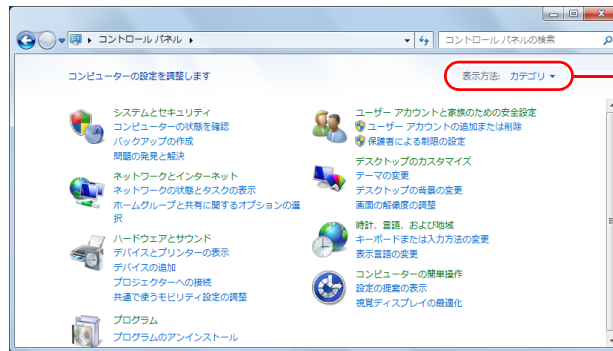 コントロール パネル
コントロール パネルの検索
コンピューターの設定を調整します
表示方法: カテゴリ
システムとセキュリティ
コンピューターの状態を確認
バックアップの作成
問題の発見と解決
ネットワークとインターネット
ネットワークの状態とタスクの表示
ホームグループと共有に関するオプションの選
択
ハードウェアとサウンド
デバイスとプリンターの表示
デバイスの追加
プロジェクターへの接続
共通で使うモビリティ設定の調整
プログラム
プログラムのアンインストール
ユーザー アカウントと家族のための安全設定
ユーザー アカウントの追加または削除
保護者による制限の設定
デスクトップのカスタマイズ
テーマの変更
デスクトップの背景の変更
画面の解像度の調整
時計、言語、および地域
キーボードまたは入力方法の変更
表示言語の変更
コンピューターの簡単操作
設定の提案の表示
視覚ディスプレイの最適化